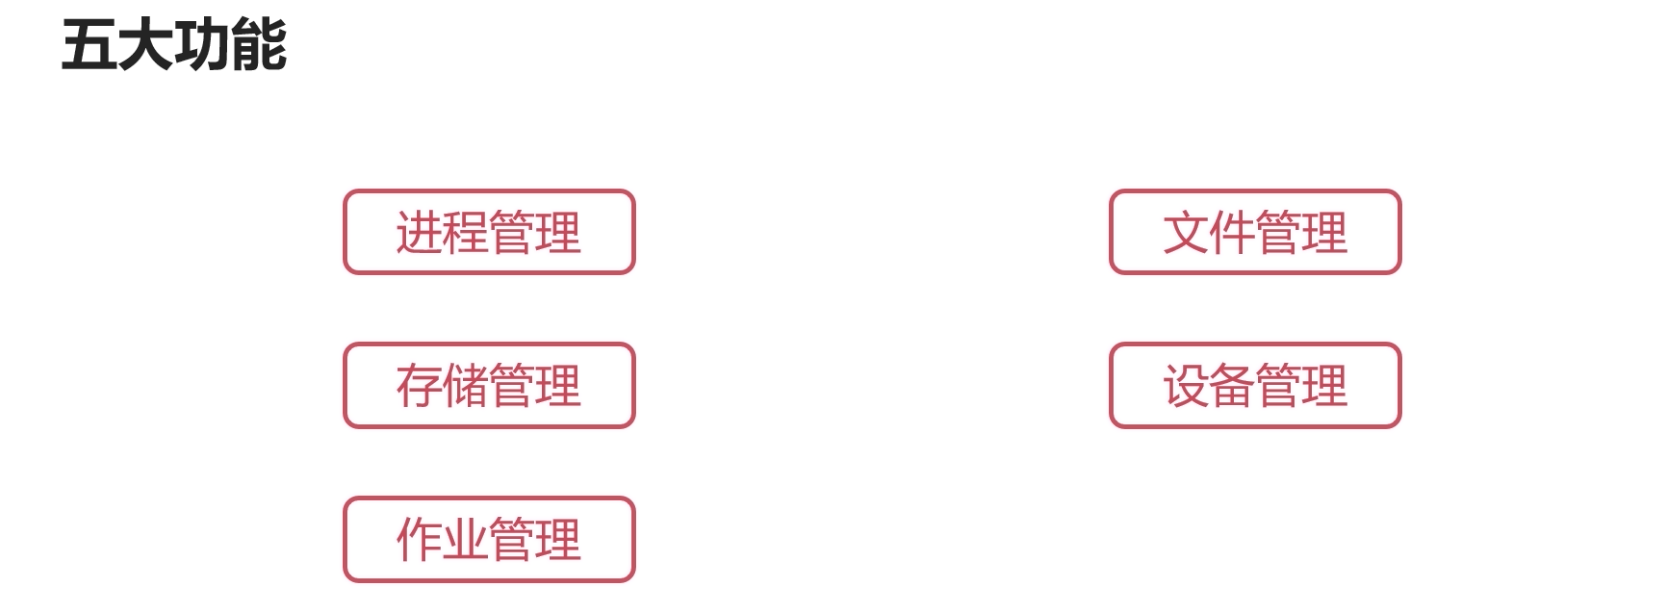 五大功能
进程管理
文件管理
存储管理
设备管理
作业管理